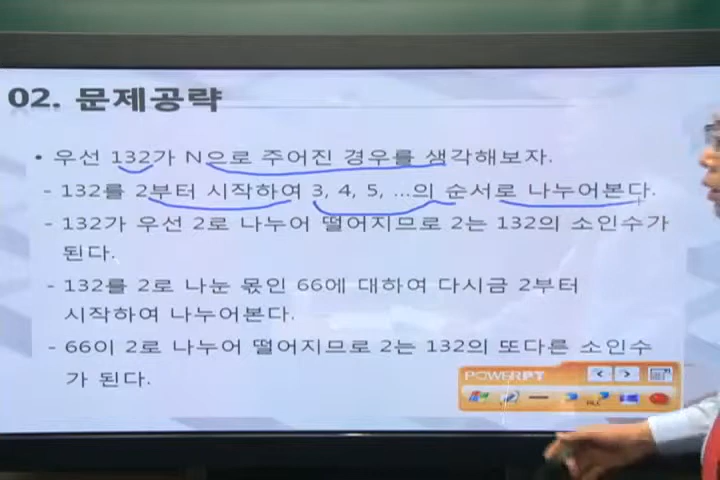 02. 문제공략
• 우선 132가 N으로 주어진 경우를 생각해보자.
- 132를 2부터 시작하여 3, 4, 5, ...의 순서로 나누어본다.
- 132가 우선 2로 나누어 떨어지므로 2는 132의 소인수가
된다.
- 132를 2로 나눈 몫인 66에 대하여 다시금 2부터
시작하여 나누어본다.
- 66이 2로 나누어 떨어지므로 2는 132의 또다른 소인수
가 된다.
POWERPT